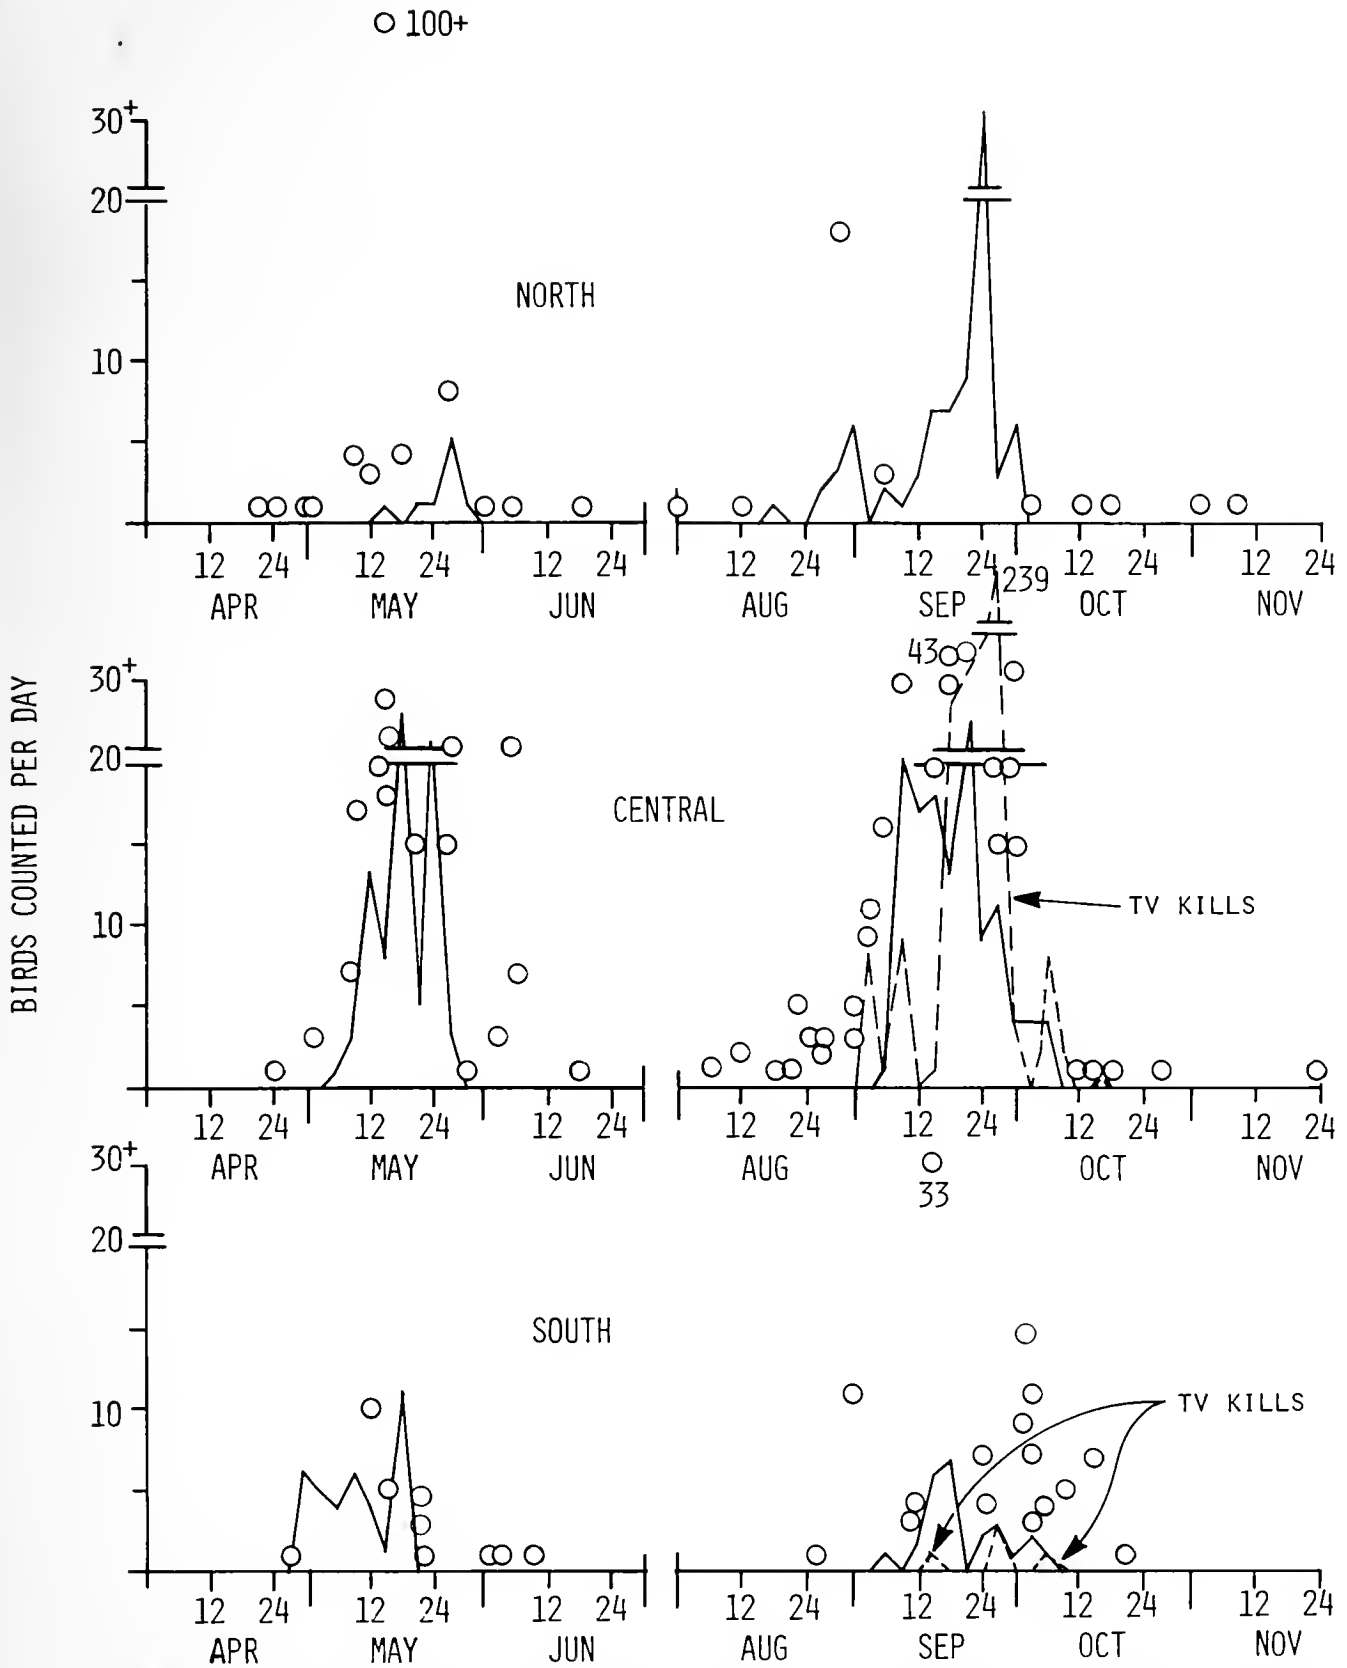 100+
30+
20
10
NORTH
12 24 12 24 12 24 12 24 12 24 12 24 12 24
APR MAY JUN AUG SEP OCT NOV
239
43
30+
20
10
CENTRAL
TV KILLS
BIRDS COUNTED PER DAY
12 24 12 24 12 24 12 24 12 24 12 24 12 24
APR MAY JUN AUG OCT NOV
33
30+
20
10
SOUTH
TV KILLS
12 24 12 24 12 24 12 24 12 24 12 24 12 24
APR MAY JUN AUG SEP OCT NOV